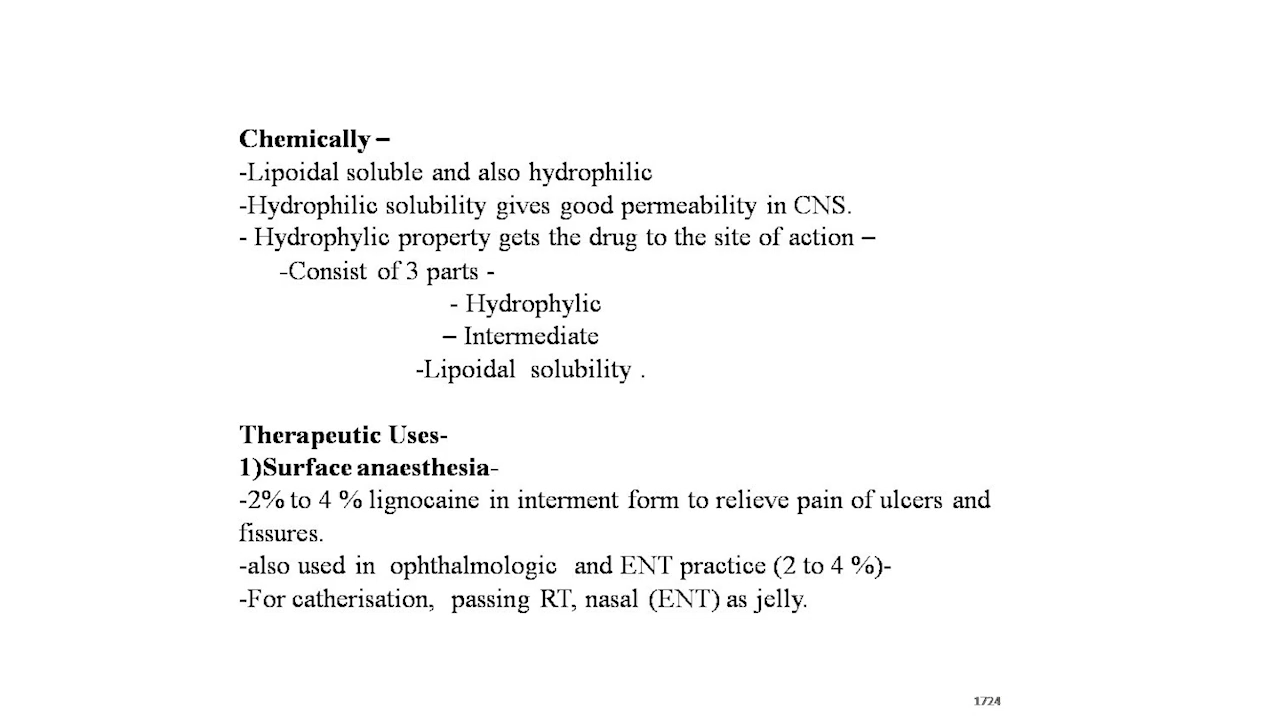 Chemically –
-Lipoidal soluble and also hydrophilic
-Hydrophilic solubility gives good permeability in CNS.
- Hydrophylic property gets the drug to the site of action –
-Consist of 3 parts -
- Hydrophylic
– Intermediate
-Lipoidal solubility .
Therapeutic Uses-
1)Surface anaesthesia-
-2% to 4 % lignocaine in interment form to relieve pain of ulcers and
fissures.
-also used in ophthalmologic and ENT practice (2 to 4 %)-
-For catherisation, passing RT, nasal (ENT) as jelly.
1724